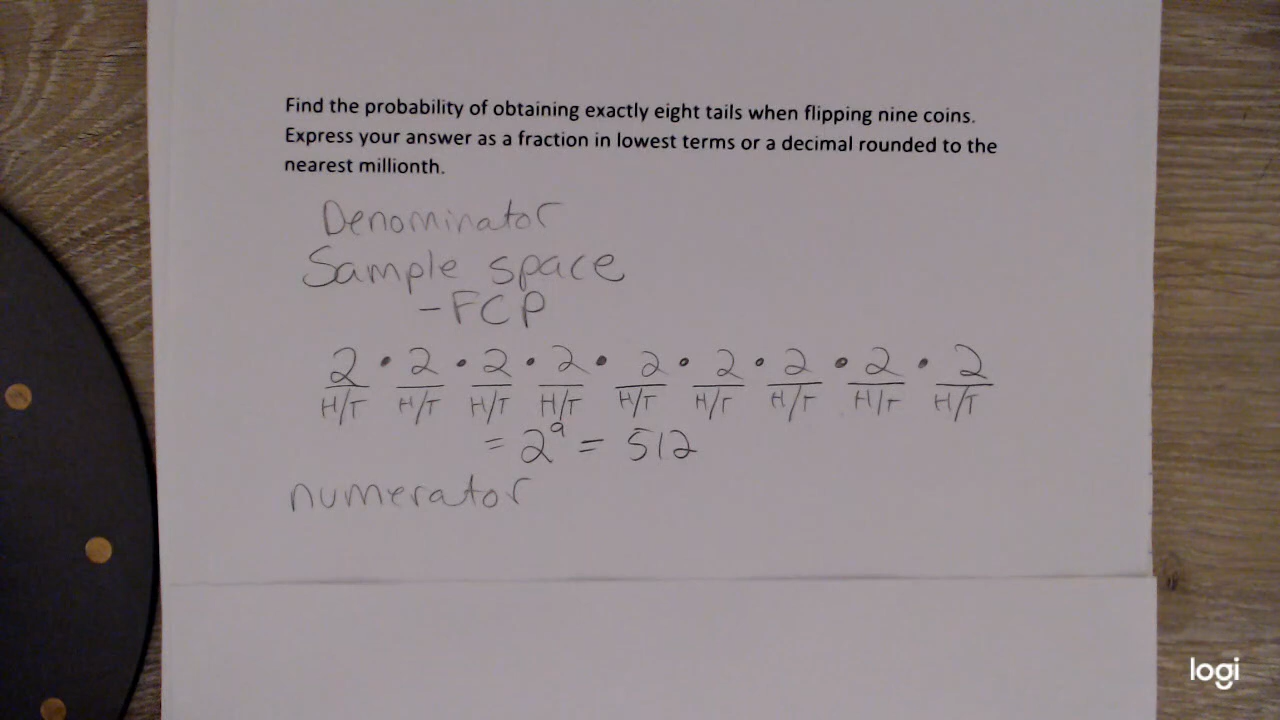 Find the probability of obtaining exactly eight tails when flipping nine coins.
Express your answer as a fraction in lowest terms or a decimal rounded to the
nearest millionth.
Denominator
Sample space
- FCP
2 • 2 • 2 • 2 • 2 • 2 • 2 • 2 • 2
H/T H/T H/T H/T H/T H/T H/T H/T H/T
= 2⁹ = 512
numerator
logi